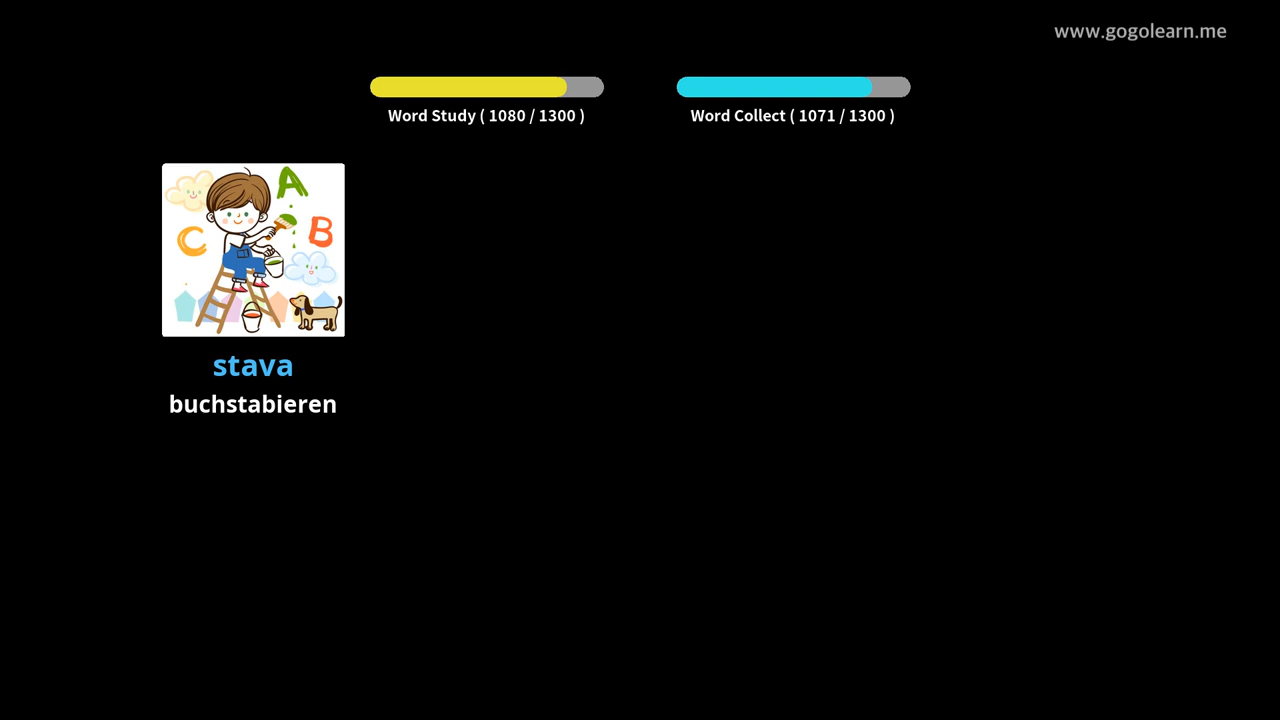 www.gogolearn.me
Word Study ( 1080 / 1300 )
Word Collect ( 1071 / 1300 )
A
B
C
stava
buchstabieren